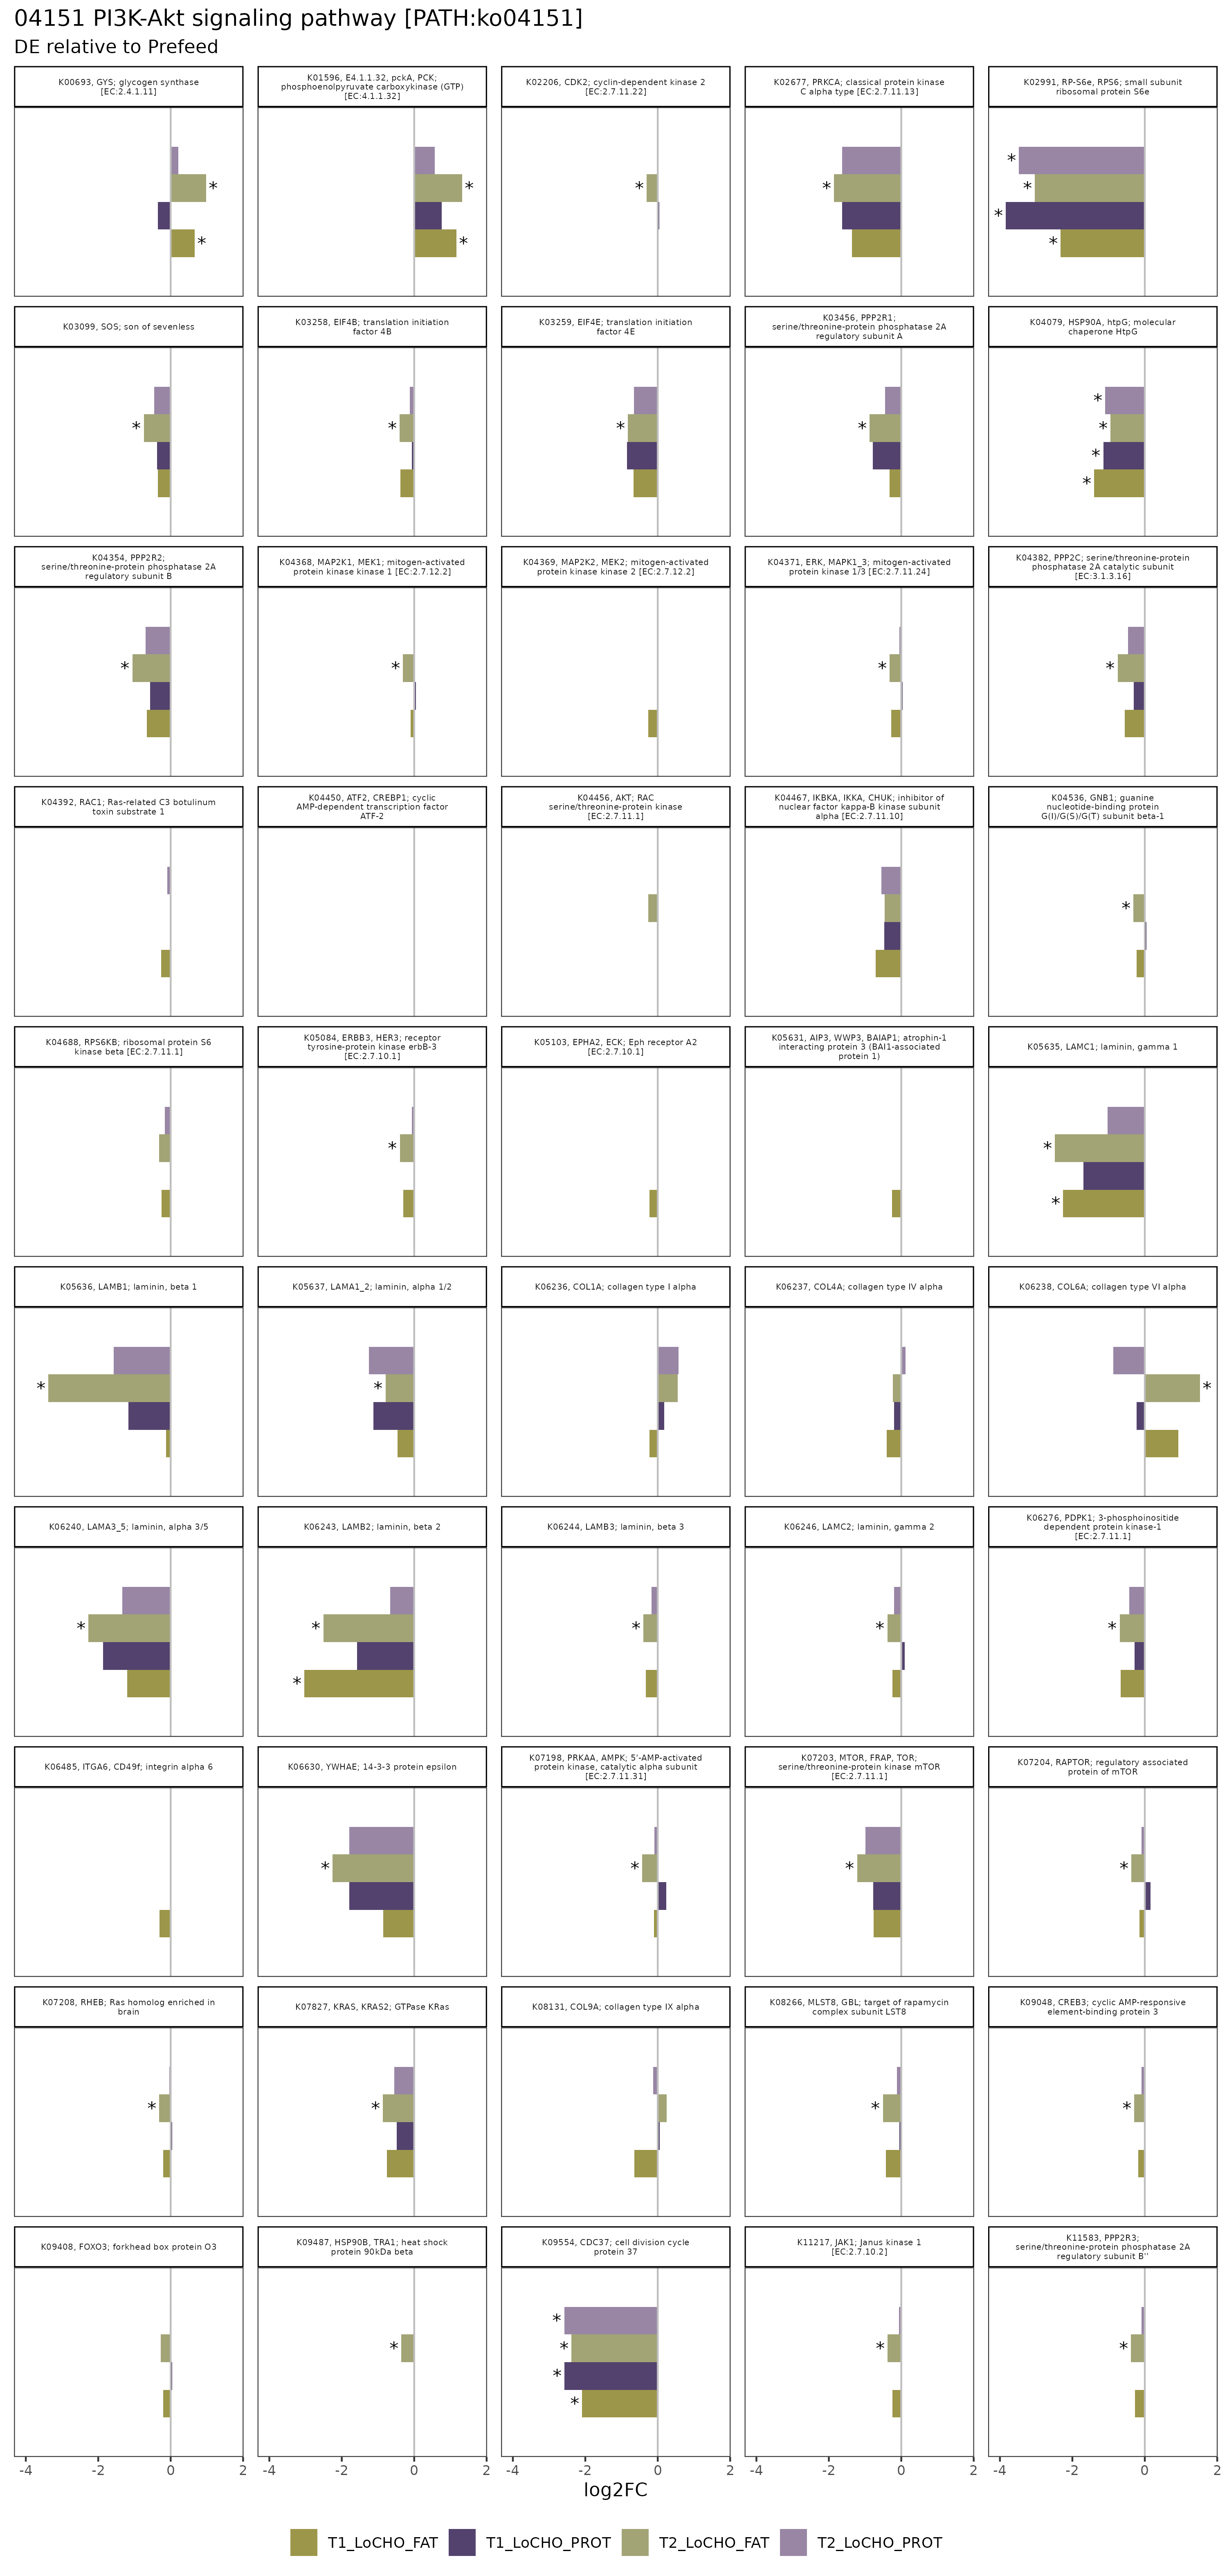 04151 PI3K-Akt signaling pathway [PATH:ko04151]
DE relative to Prefeed
K00693, GYS; glycogen synthase
[EC:2.4.1.11]
K01596, E4.1.1.32, pckA, PCK;
phosphoenolpyruvate carboxykinase (GTP)
[EC:4.1.1.32]
K02206, CDK2; cyclin-dependent kinase 2
[EC:2.7.11.22]
K02677, PRKCA; classical protein kinase
C alpha type [EC:2.7.11.13]
K02991, RP-S6e, RPS6; small subunit
ribosomal protein S6e
*
*
*
*
*
*
*
*
*
*
K03099, SOS; son of sevenless
K03258, EIF4B; translation initiation
factor 4B
K03259, EIF4E; translation initiation
factor 4E
K03456, PPP2R1;
serine/threonine-protein phosphatase 2A
regulatory subunit A
K04079, HSP90A, htpG; molecular
chaperone HtpG
*
*
*
*
*
*
*
*
K04354, PPP2R2;
serine/threonine-protein phosphatase 2A
regulatory subunit B
K04368, MAP2K1, MEK1; mitogen-activated
protein kinase kinase 1 [EC:2.7.12.2]
K04369, MAP2K2, MEK2; mitogen-activated
protein kinase kinase 2 [EC:2.7.12.2]
K04371, ERK, MAPK1_3; mitogen-activated
protein kinase 1/3 [EC:2.7.11.24]
K04382, PPP2C; serine/threonine-protein
phosphatase 2A catalytic subunit
[EC:3.1.3.16]
*
*
*
*
K04392, RAC1; Ras-related C3 botulinum
toxin substrate 1
K04450, ATF2, CREBP1; cyclic
AMP-dependent transcription factor
ATF-2
K04456, AKT; RAC
serine/threonine-protein kinase
[EC:2.7.11.1]
K04467, IKBKA, IKKA, CHUK; inhibitor of
nuclear factor kappa-B kinase subunit
alpha [EC:2.7.11.10]
K04536, GNB1; guanine
nucleotide-binding protein
G(I)/G(S)/G(T) subunit beta-1
*
K04688, RPS6KB; ribosomal protein S6
kinase beta [EC:2.7.11.1]
K05084, ERBB3, HER3; receptor
tyrosine-protein kinase erbB-3
[EC:2.7.10.1]
K05103, EPHA2, ECK; Eph receptor A2
[EC:2.7.10.1]
K05631, AIP3, WWP3, BAIAP1; atrophin-1
interacting protein 3 (BAI1-associated
protein 1)
K05635, LAMC1; laminin, gamma 1
*
*
*
K05636, LAMB1; laminin, beta 1
K05637, LAMA1_2; laminin, alpha 1/2
K06236, COL1A; collagen type I alpha
K06237, COL4A; collagen type IV alpha
K06238, COL6A; collagen type VI alpha
*
*
*
K06240, LAMA3_5; laminin, alpha 3/5
K06243, LAMB2; laminin, beta 2
K06244, LAMB3; laminin, beta 3
K06246, LAMC2; laminin, gamma 2
K06276, PDPK1; 3-phosphoinositide
dependent protein kinase-1
[EC:2.7.11.1]
*
*
*
*
*
*
K06485, ITGA6, CD49f; integrin alpha 6
K06630, YWHAE; 14-3-3 protein epsilon
K07198, PRKAA, AMPK; 5'-AMP-activated
protein kinase, catalytic alpha subunit
[EC:2.7.11.31]
K07203, MTOR, FRAP, TOR;
serine/threonine-protein kinase mTOR
[EC:2.7.11.1]
K07204, RAPTOR; regulatory associated
protein of mTOR
*
*
*
*
K07208, RHEB; Ras homolog enriched in
brain
K07827, KRAS, KRAS2; GTPase KRas
K08131, COL9A; collagen type IX alpha
K08266, MLST8, GBL; target of rapamycin
complex subunit LST8
K09048, CREB3; cyclic AMP-responsive
element-binding protein 3
*
*
*
*
K09408, FOXO3; forkhead box protein O3
K09487, HSP90B, TRA1; heat shock
protein 90kDa beta
K09554, CDC37; cell division cycle
protein 37
K11217, JAK1; Janus kinase 1
[EC:2.7.10.2]
K11583, PPP2R3;
serine/threonine-protein phosphatase 2A
regulatory subunit B''
*
*
*
*
*
*
*
-4 -2 0 2 -4 -2 0 2 -4 -2 0 2 -4 -2 0 2 -4 -2 0 2
log2FC
T1_LoCHO_FAT T1_LoCHO_PROT T2_LoCHO_FAT T2_LoCHO_PROT